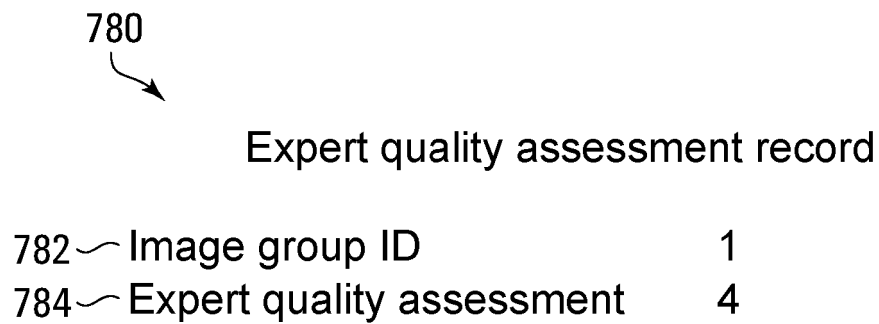 780
Expert quality assessment record
782 Image group ID 1
784 Expert quality assessment 4